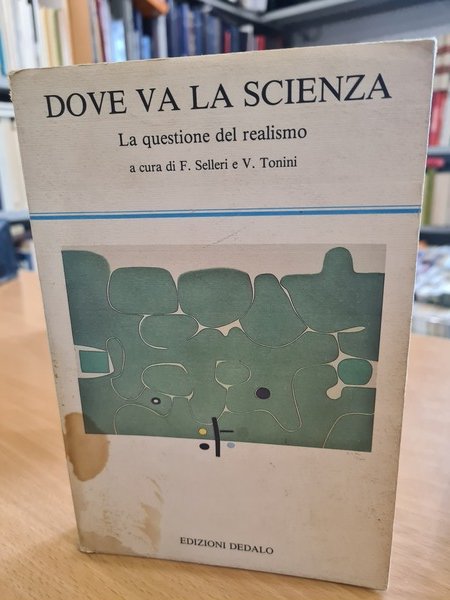 DOVE VA LA SCIENZA
La questione del realismo
a cura di F. Selleri e V. Tonini
EDIZIONI DEDALO